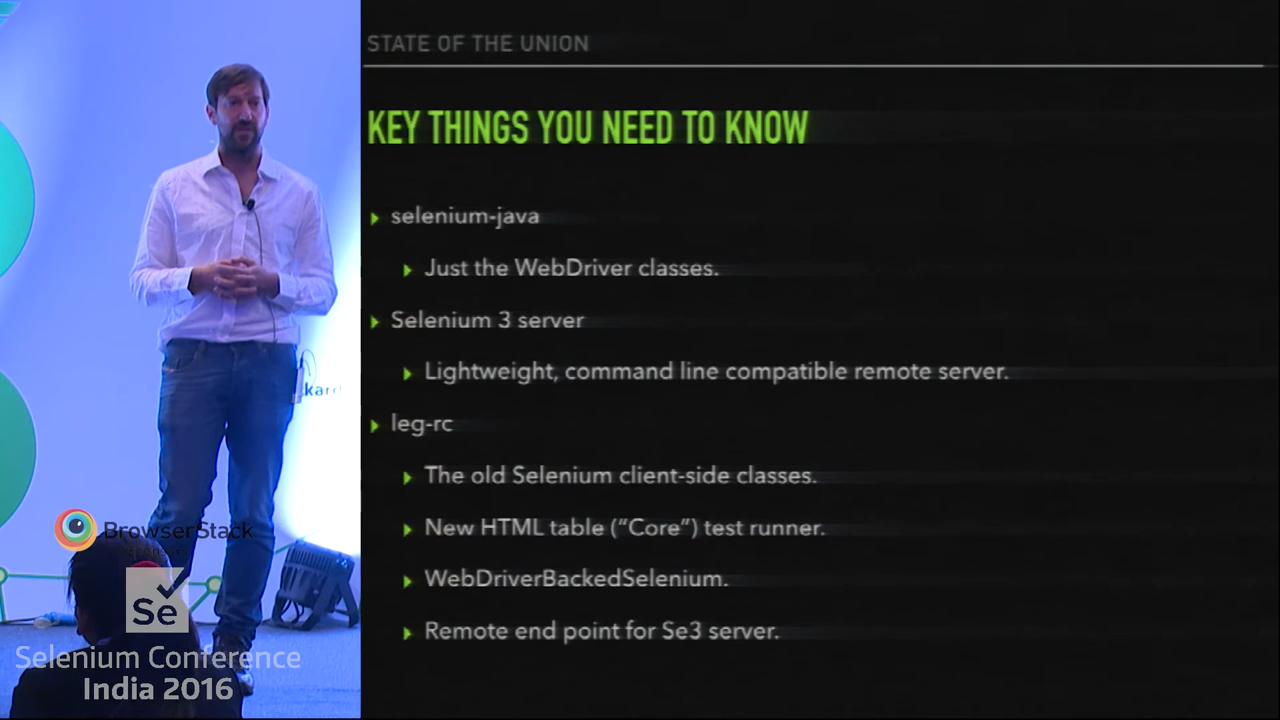 STATE OF THE UNION
KEY THINGS YOU NEED TO KNOW
selenium-java
Just the WebDriver classes.
Selenium 3 server
Lightweight, command line compatible remote server.
leg-rc
The old Selenium client-side classes.
New HTML table (“Core”) test runner.
WebDriverBackedSelenium.
Remote end point for Se3 server.
BrowserStack
Se
Selenium Conference
India 2016